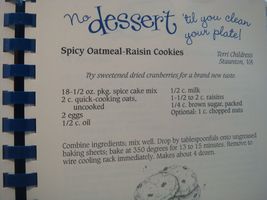 No dessert 'til you clean
your plate!
Spicy Oatmeal-Raisin Cookies
Terri Childress
Staunton, VA
Try sweetened dried cranberries for a brand new taste.
18-1/2 oz. pkg. spice cake mix
2 c. quick-cooking oats,
uncooked
2 eggs
1/2 c. oil
1/2 c. milk
1-1/2 to 2 c. raisins
1/4 c. brown sugar, packed
Optional: 1 c. chopped nuts
Combine ingredients; mix well. Drop by tablespoonfuls onto ungreased
baking sheets; bake at 350 degrees for 13 to 15 minutes. Remove to
wire cooling rack immediately. Makes about 4 dozen.